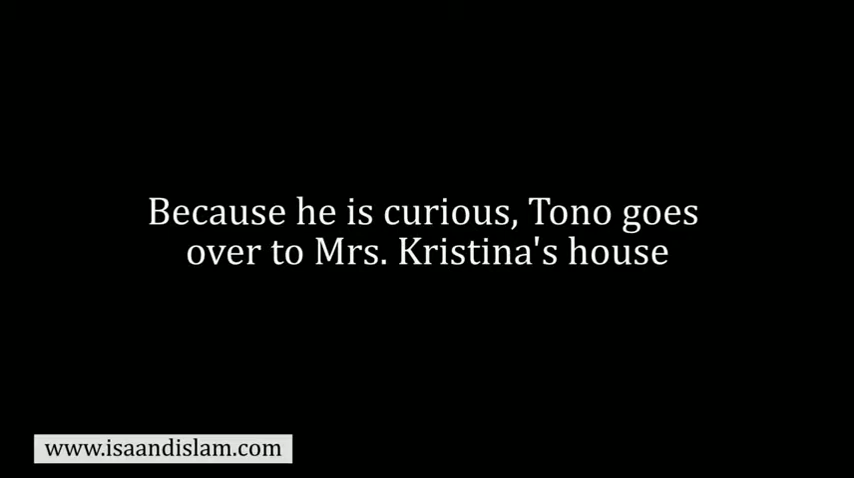 Because he is curious, Tono goes
over to Mrs. Kristina's house
www.isaandislam.com